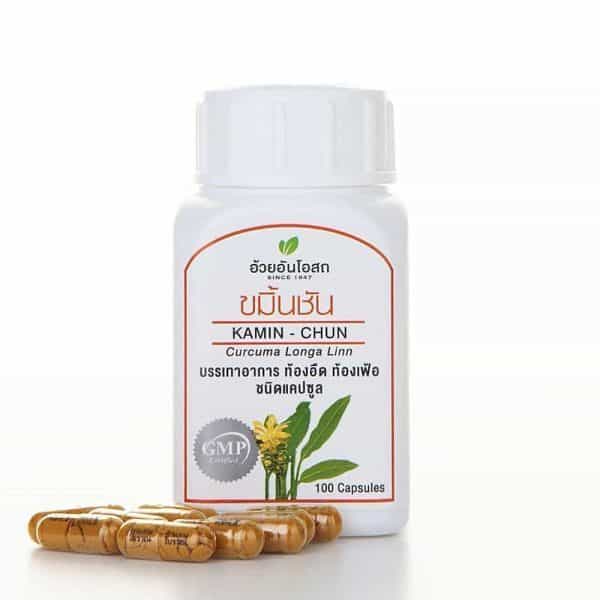 อ้วยอันโอสถ
SINCE 1947
ขมิ้นชัน
KAMIN - CHUN
Curcuma Longa Linn
บรรเทาอาการ ท้องอืด ท้องเฟ้อ
ชนิดแคปซูล
GMP
Certified
100 Capsules